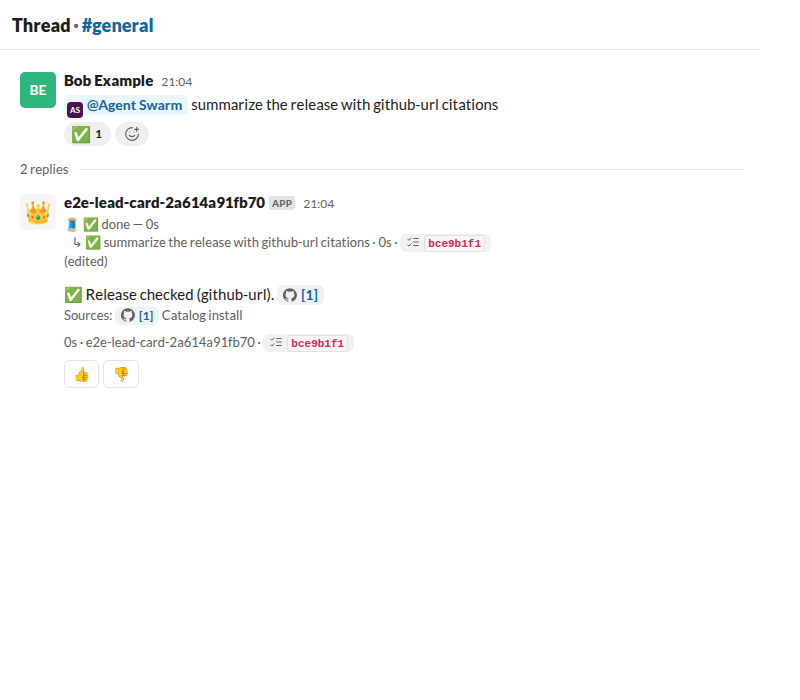 Thread · #general
BE
Bob Example 21:04
AS @Agent Swarm summarize the release with github-url citations
✅ 1
2 replies
e2e-lead-card-2a614a91fb70 APP 21:04
🧵 ✅ done — 0s
↳ ✅ summarize the release with github-url citations · 0s · bce9b1f1
(edited)
✅ Release checked (github-url). [1]
Sources: [1] Catalog install
0s · e2e-lead-card-2a614a91fb70 · bce9b1f1
👍 👎